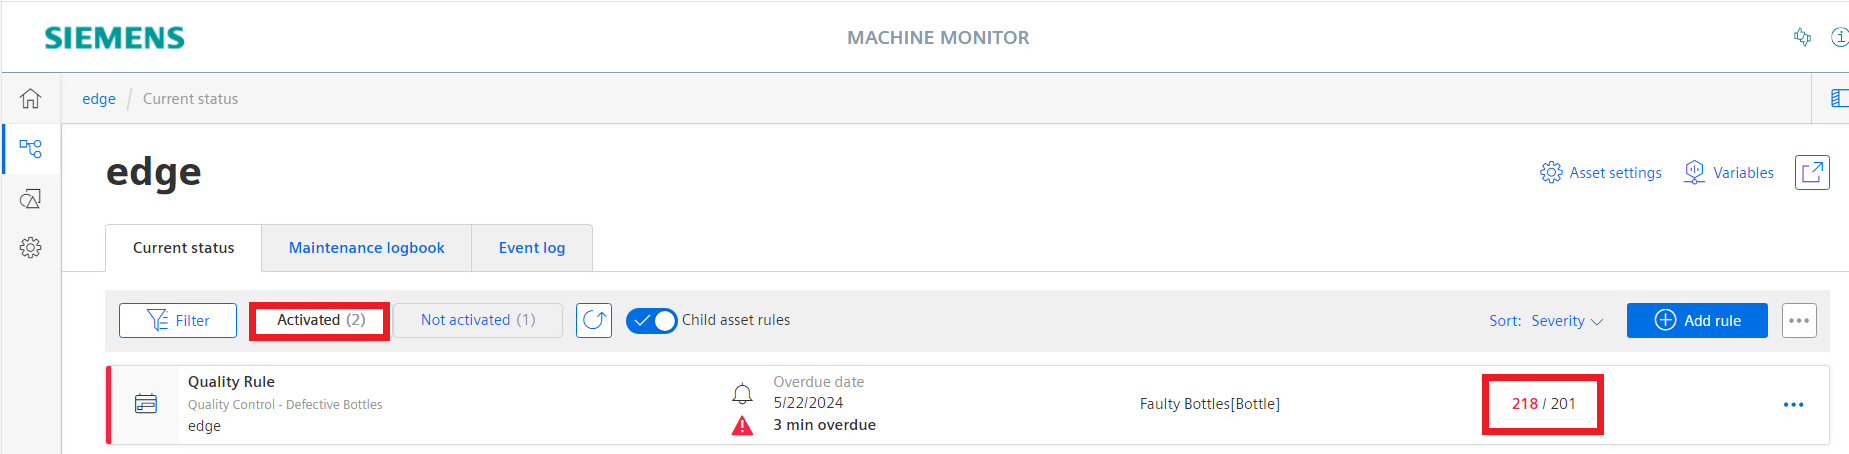 SIEMENS
MACHINE MONITOR
edge / Current status
edge
Asset settings
Variables
Current status
Maintenance logbook
Event log
Filter
Activated (2)
Not activated (1)
Child asset rules
Sort: Severity
Add rule
Quality Rule
Quality Control - Defective Bottles
edge
Overdue date
5/22/2024
3 min overdue
Faulty Bottles[Bottle]
218 / 201